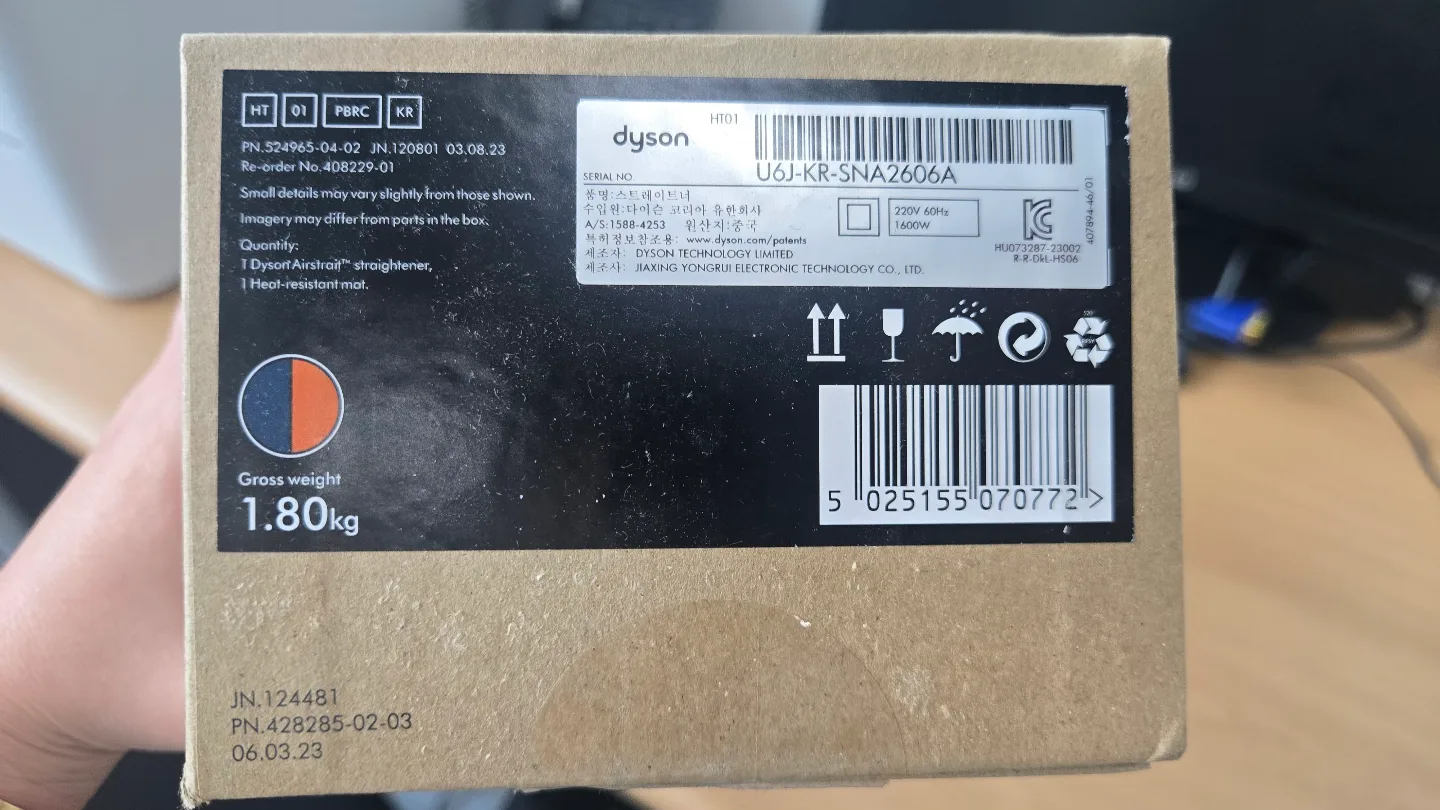 HT 01 PBRC KR
PN.524965-04-02 JN.120801 03.08.23
Re-order No.408229-01
Small details may vary slightly from those shown.
Imagery may differ from parts in the box.
Quantity:
1 Dyson Airstrait™ straightener,
1 Heat-resistant mat.
Gross weight
1.80kg
dyson
HT01
SERIAL NO.
U6J-KR-SNA2606A
품명:스트레이트너
수입원:다이슨 코리아 유한회사
A/S:1588-4253 원산지:중국
특허정보참조용: www.dyson.com/patents
제조자: DYSON TECHNOLOGY LIMITED
제조사: JIAXING YONGRUI ELECTRONIC TECHNOLOGY CO., LTD.
220V 60Hz
1600W
HU073287-23002
R-R-DkL-HS06
407894-46/01
5 025155 070772 >
JN.124481
PN.428285-02-03
06.03.23